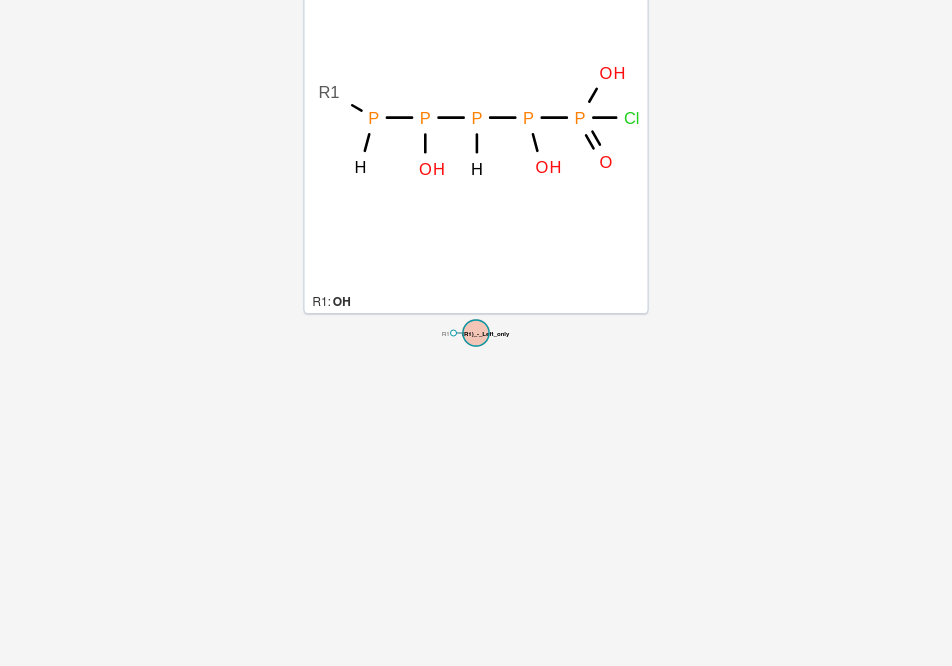 OH
R1
P P P P P Cl
H OH H OH O
R1: OH
R1 R1)_-_Left_only